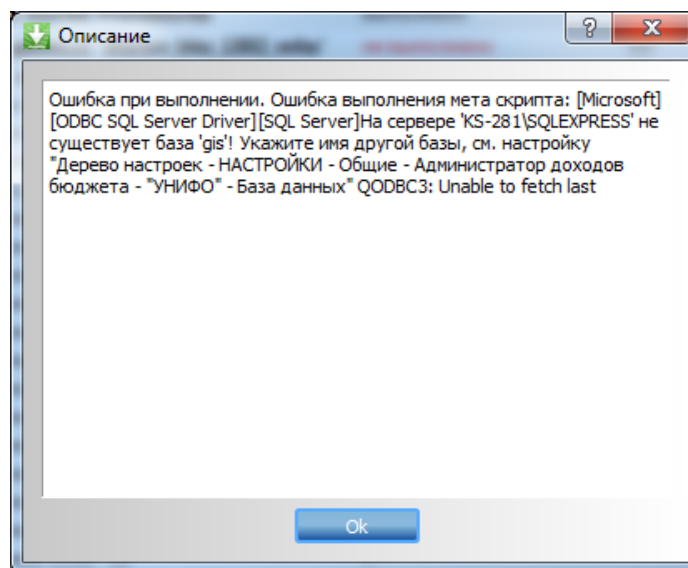 Описание
Ошибка при выполнении. Ошибка выполнения мета скрипта: [Microsoft]
[ODBC SQL Server Driver][SQL Server]На сервере 'KS-281\SQLEXPRESS' не
существует база 'gis'! Укажите имя другой базы, см. настройку
"Дерево настроек - НАСТРОЙКИ - Общие - Администратор доходов
бюджета - "УНИФО" - База данных" QODBC3: Unable to fetch last
Ok